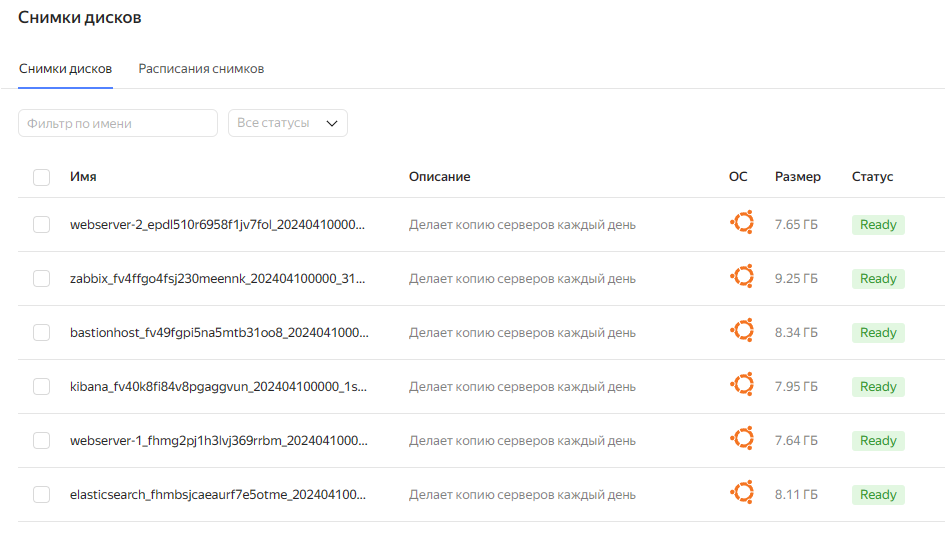 Снимки дисков
Снимки дисков Расписания снимков
Фильтр по имени Все статусы
Имя Описание ОС Размер Статус
webserver-2_epdl510r6958f1jv7fol_20240410000... Делает копию серверов каждый день 7.65 ГБ Ready
zabbix_fv4ffgo4fsj230meennk_202404100000_31... Делает копию серверов каждый день 9.25 ГБ Ready
bastionhost_fv49fgpi5na5mtb31oo8_2024041000... Делает копию серверов каждый день 8.34 ГБ Ready
kibana_fv40k8fi84v8pgaggvun_202404100000_1s... Делает копию серверов каждый день 7.95 ГБ Ready
webserver-1_fhmg2pj1h3lvj369rrbm_2024041000... Делает копию серверов каждый день 7.64 ГБ Ready
elasticsearch_fhmbsjcaeaurf7e5otme_202404100... Делает копию серверов каждый день 8.11 ГБ Ready